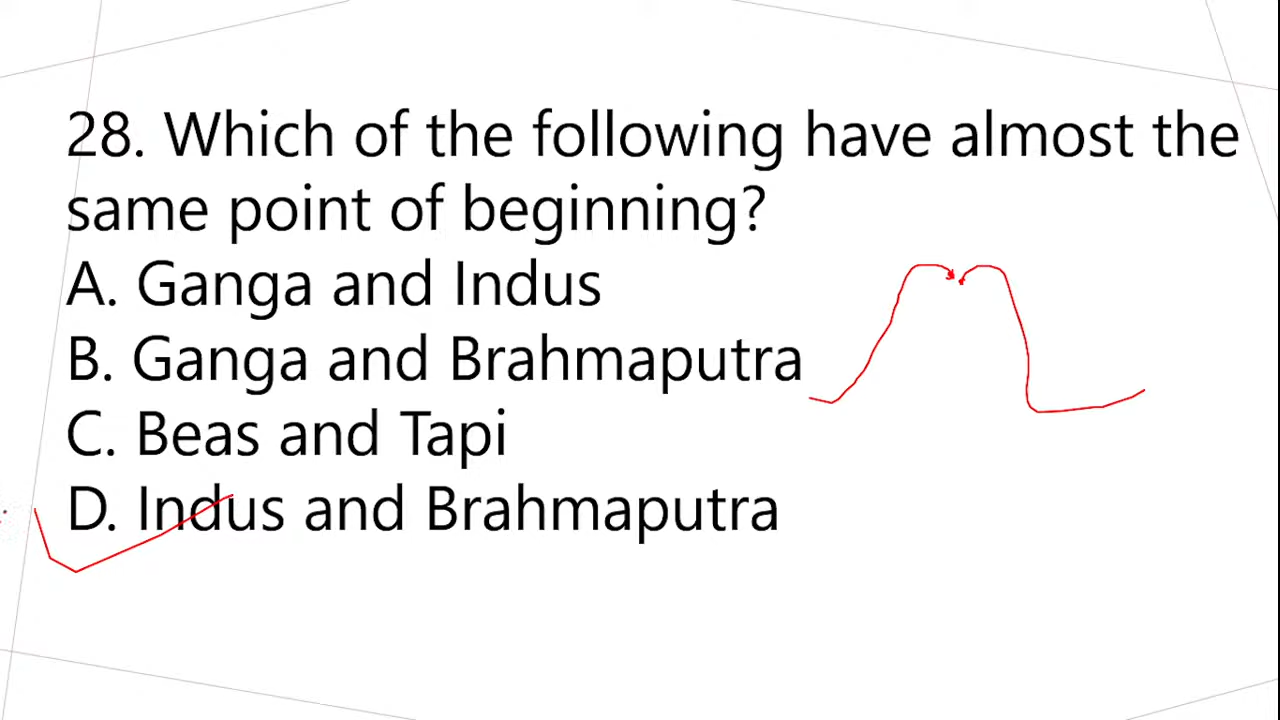 28. Which of the following have almost the
same point of beginning?
A. Ganga and Indus
B. Ganga and Brahmaputra
C. Beas and Tapi
D. Indus and Brahmaputra